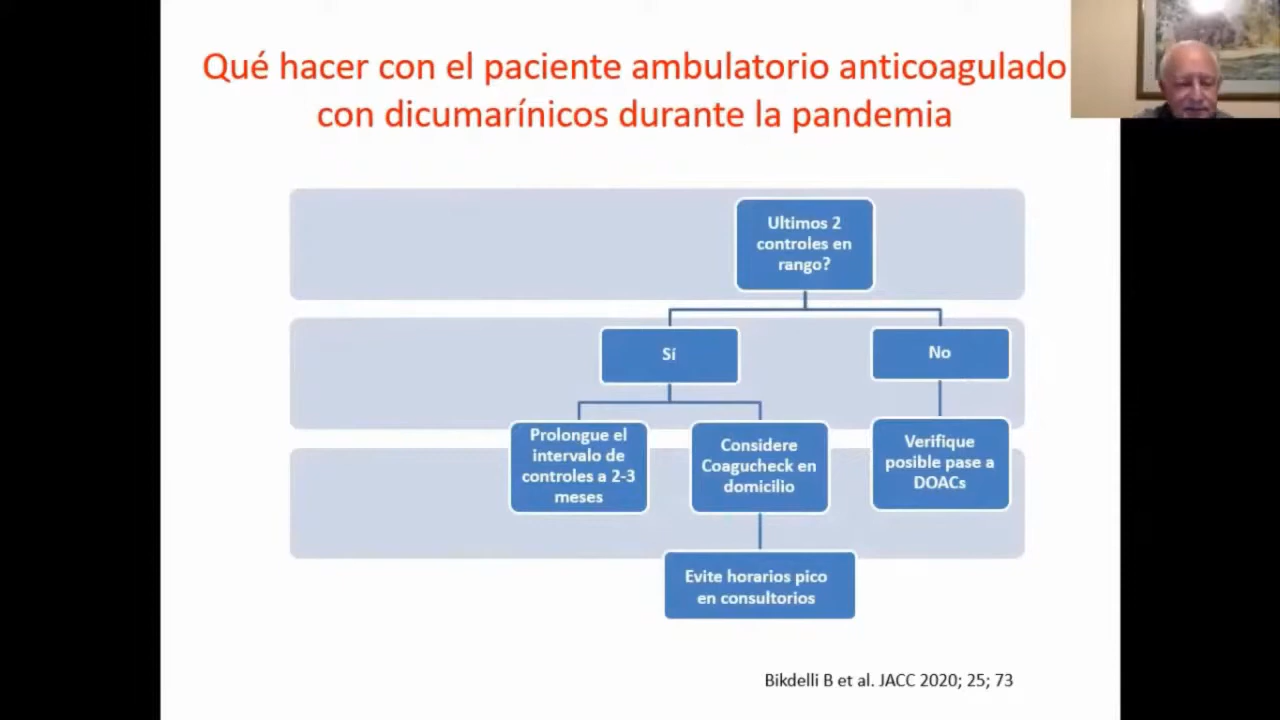 Qué hacer con el paciente ambulatorio anticoagulado
con dicumarínicos durante la pandemia
Ultimos 2
controles en
rango?
Sí
No
Prolongue el
intervalo de
controles a 2-3
meses
Considere
Coagucheck en
domicilio
Verifique
posible pase a
DOACs
Evite horarios pico
en consultorios
Bikdelli B et al. JACC 2020; 25; 73